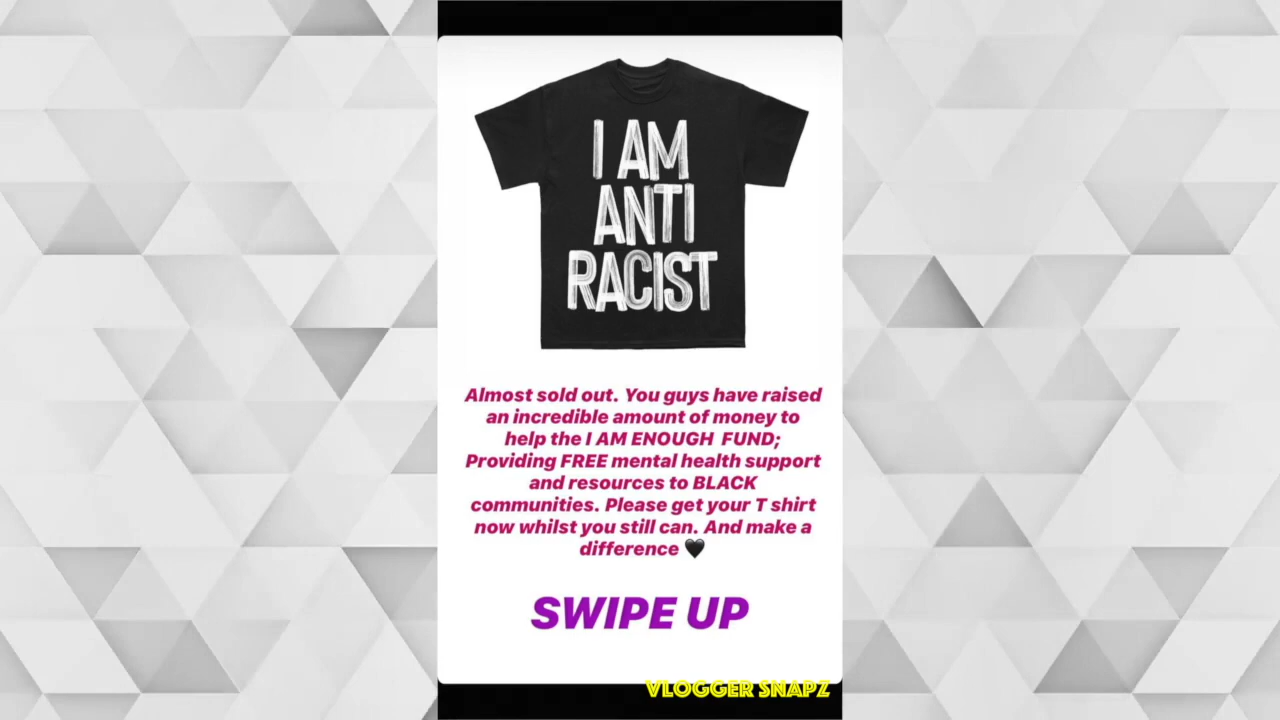 I AM
ANTI
RACIST
Almost sold out. You guys have raised
an incredible amount of money to
help the I AM ENOUGH FUND;
Providing FREE mental health support
and resources to BLACK
communities. Please get your T shirt
now whilst you still can. And make a
difference 🖤
SWIPE UP
VLOGGER SNAPZ